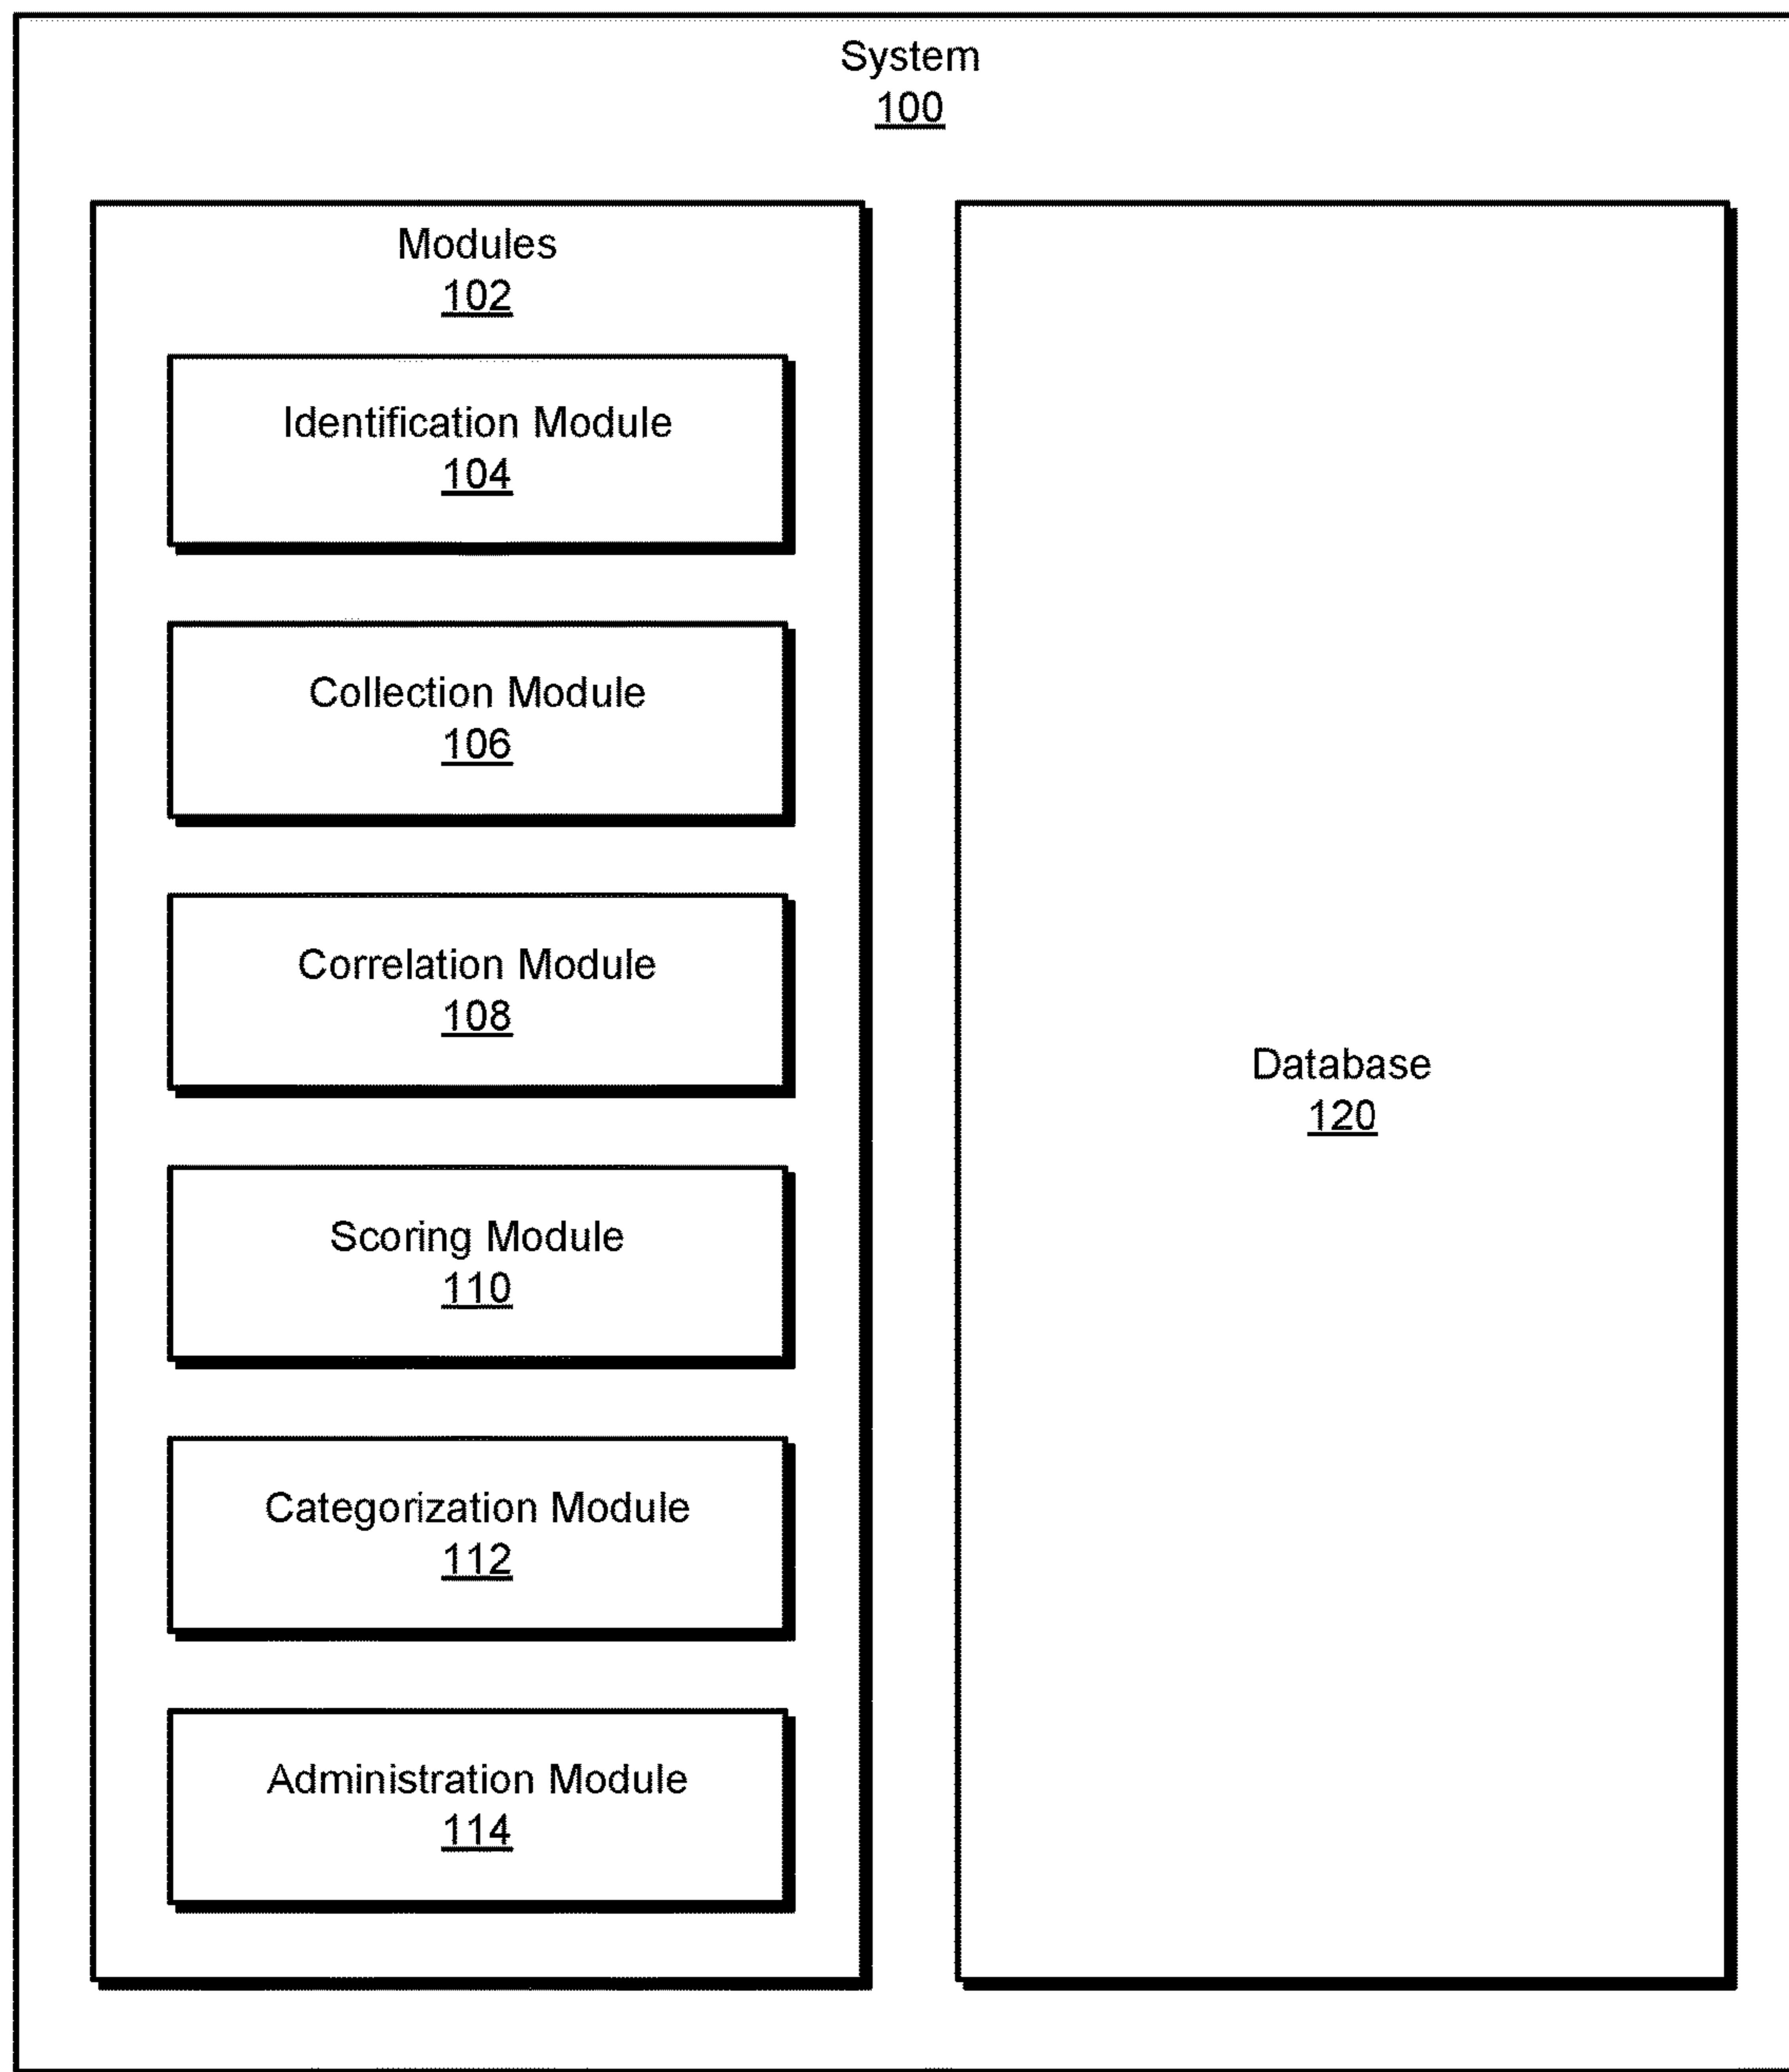 System
100
Modules
102
Identification Module
104
Collection Module
106
Correlation Module
108
Scoring Module
110
Categorization Module
112
Administration Module
114
Database
120